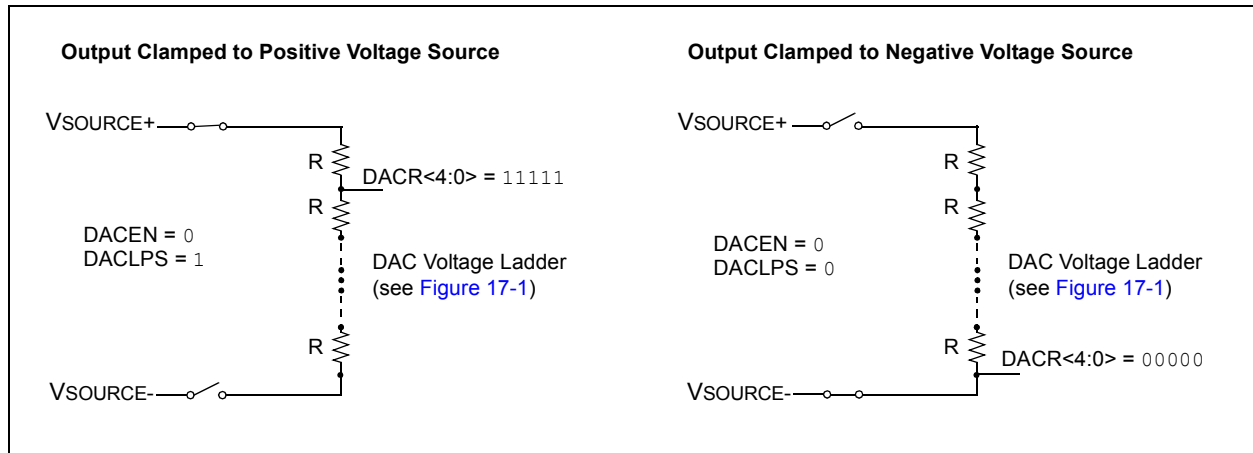 Output Clamped to Positive Voltage Source
VSOURCE+
R
DACR<4:0> = 11111
R
DACEN = 0
DACLPS = 1
DAC Voltage Ladder
(see Figure 17-1)
R
VSOURCE-
Output Clamped to Negative Voltage Source
VSOURCE+
R
R
DACEN = 0
DACLPS = 0
DAC Voltage Ladder
(see Figure 17-1)
R
DACR<4:0> = 00000
VSOURCE-